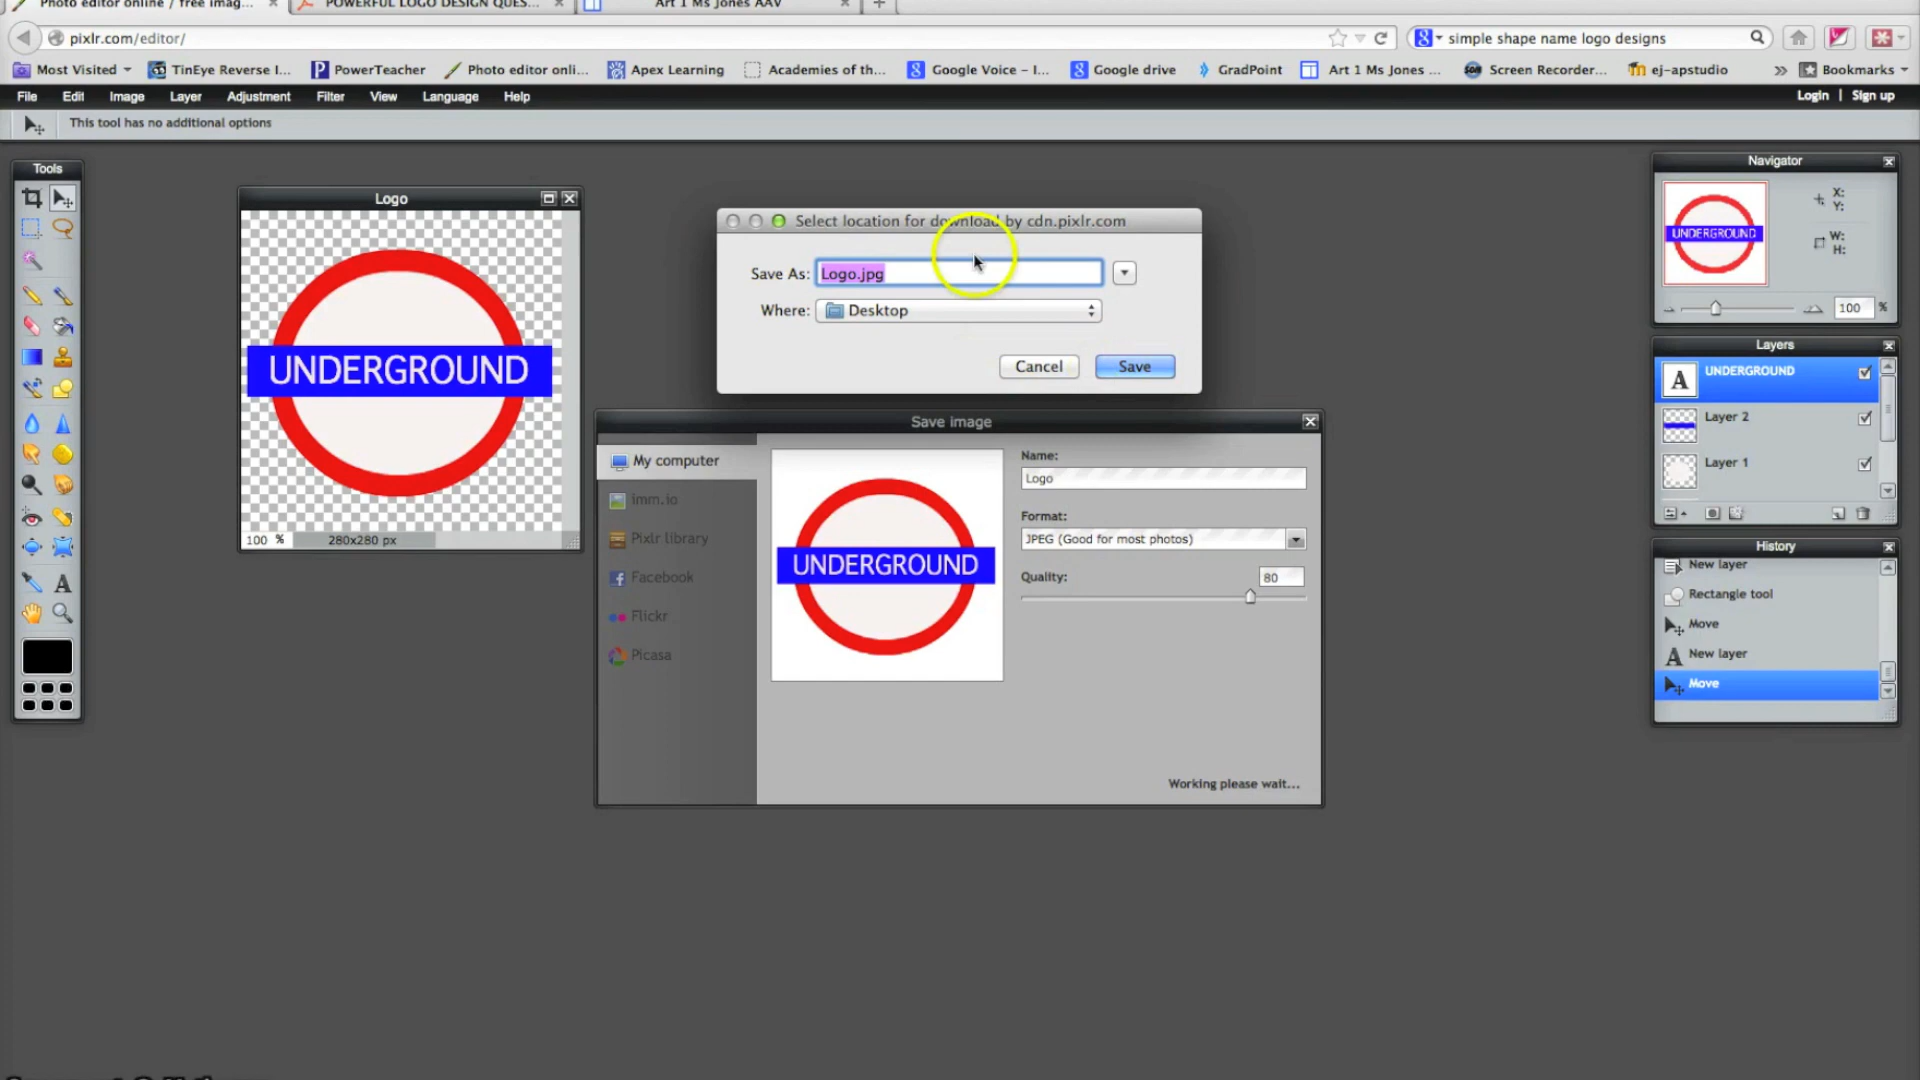 Photo editor online / free imag...
POWERFUL LOGO DESIGN QUES...
Art 1 Ms Jones AAV
pixlr.com/editor/
simple shape name logo designs
Most Visited
TinEye Reverse I...
PowerTeacher
Photo editor onli...
Apex Learning
Academies of th...
Google Voice – I...
Google drive
GradPoint
Art 1 Ms Jones ...
Screen Recorder...
ej-apstudio
Bookmarks
File Edit Image Layer Adjustment Filter View Language Help
Login | Sign up
This tool has no additional options
Tools
Logo
UNDERGROUND
100 %
280x280 px
Select location for download by cdn.pixlr.com
Save As: Logo.jpg
Where: Desktop
Cancel
Save
Save image
My computer
imm.io
Pixlr library
Facebook
Flickr
Picasa
UNDERGROUND
Name:
Logo
Format:
JPEG (Good for most photos)
Quality:
80
Working please wait...
Navigator
UNDERGROUND
X:
Y:
W:
H:
100 %
Layers
A UNDERGROUND
Layer 2
Layer 1
History
New layer
Rectangle tool
Move
New layer
Move